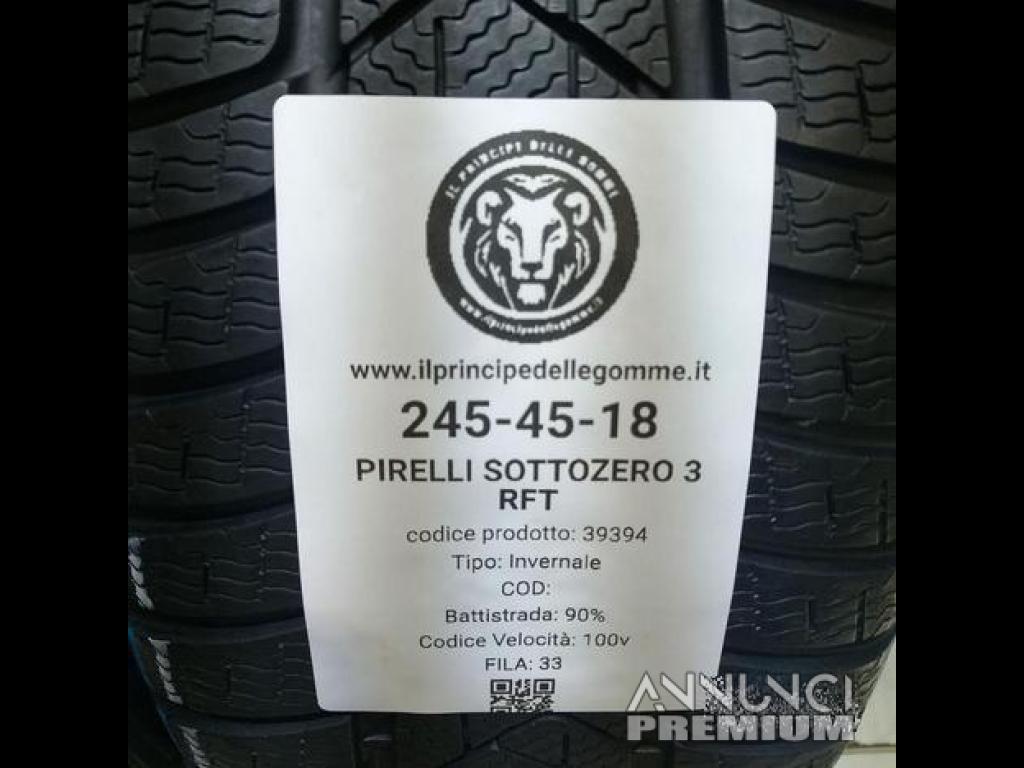 IL PRINCIPE DELLE GOMME
www.ilprincipedellegomme.it
www.ilprincipedellegomme.it
245-45-18
PIRELLI SOTTOZERO 3
RFT
codice prodotto: 39394
Tipo: Invernale
COD:
Battistrada: 90%
Codice Velocità: 100v
FILA: 33
ANNUNCI
PREMIUM